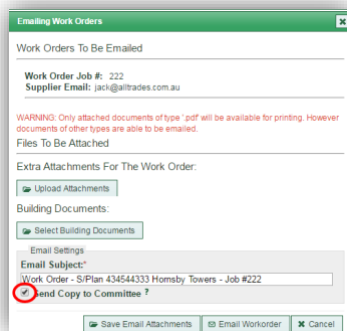 Emailing Work Orders
Work Orders To Be Emailed
Work Order Job #: 222
Supplier Email: jack@alltrades.com.au
WARNING: Only attached documents of type '.pdf' will be available for printing. However
documents of other types are able to be emailed.
Files To Be Attached
Extra Attachments For The Work Order:
Upload Attachments
Building Documents:
Select Building Documents
Email Settings
Email Subject:*
Work Order - S/Plan 434544333 Hornsby Towers - Job #222
Send Copy to Committee ?
Save Email Attachments Email Workorder Cancel